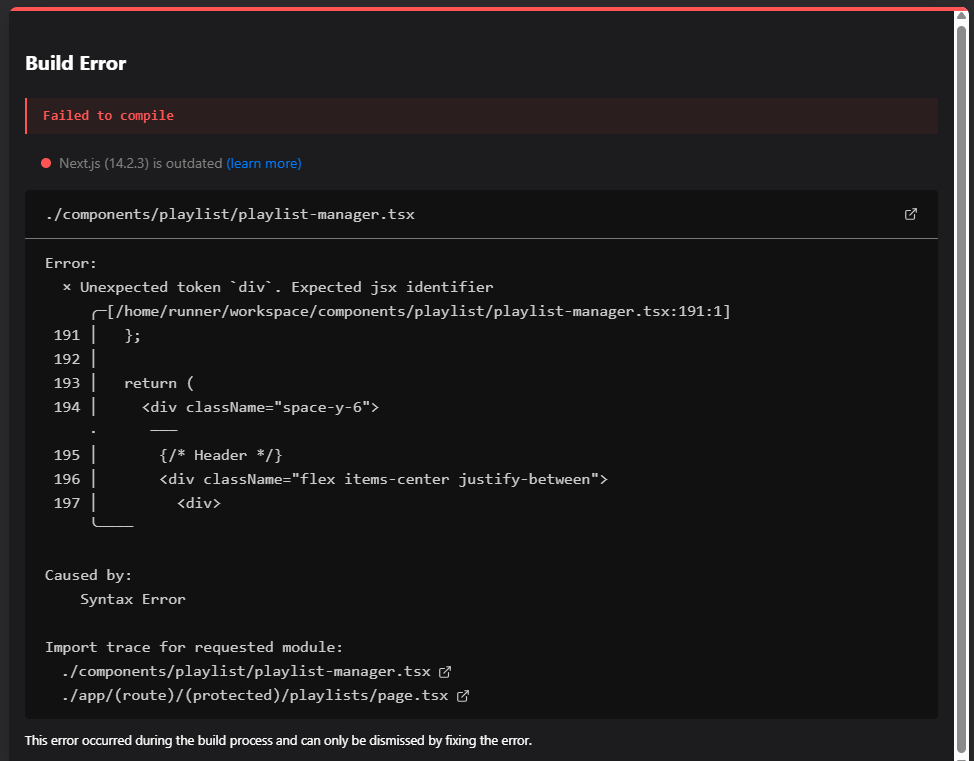 Build Error
Failed to compile
Next.js (14.2.3) is outdated (learn more)
./components/playlist/playlist-manager.tsx
Error:
  × Unexpected token `div`. Expected jsx identifier
     ╭─[/home/runner/workspace/components/playlist/playlist-manager.tsx:191:1]
 191 │   };
 192 │
 193 │   return (
 194 │     <div className="space-y-6">
     ·      ───
 195 │       {/* Header */}
 196 │       <div className="flex items-center justify-between">
 197 │         <div>
     ╰────
Caused by:
    Syntax Error
Import trace for requested module:
  ./components/playlist/playlist-manager.tsx
  ./app/(route)/(protected)/playlists/page.tsx
This error occurred during the build process and can only be dismissed by fixing the error.